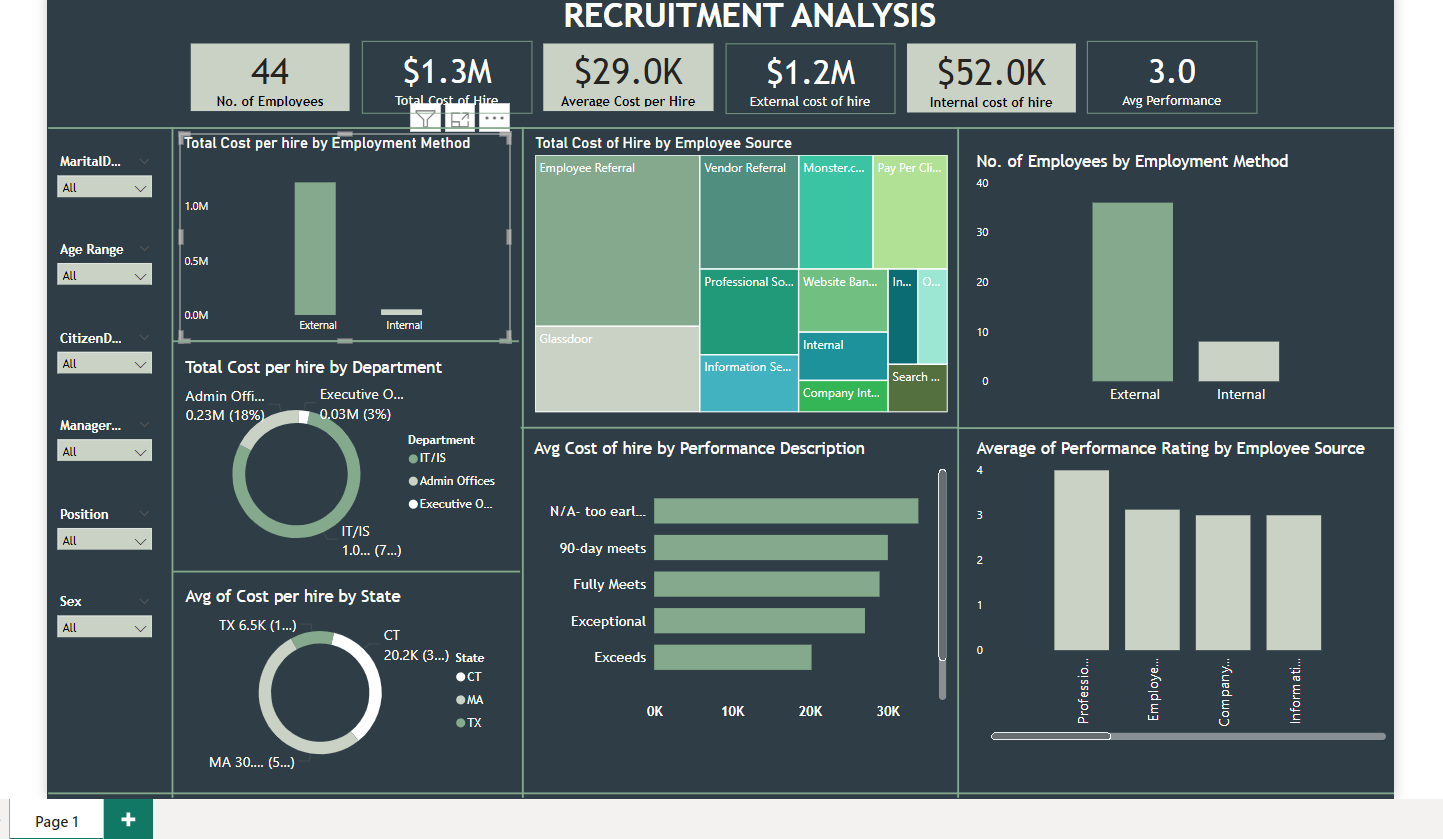 RECRUITMENT ANALYSIS
44
No. of Employees
$1.3M
Total Cost of Hire
$29.0K
Average Cost per Hire
$1.2M
External cost of hire
$52.0K
Internal cost of hire
3.0
Avg Performance
MaritalD...
All
Age Range
All
CitizenD...
All
Manager...
All
Position
All
Sex
All
Total Cost per hire by Employment Method
1.0M
0.5M
0.0M
External
Internal
Total Cost per hire by Department
Admin Offi...
0.23M (18%)
Executive O...
0.03M (3%)
IT/IS
1.0... (7...)
Department
IT/IS
Admin Offices
Executive O...
Avg of Cost per hire by State
TX 6.5K (1...)
CT
20.2K (3...)
MA 30.... (5...)
State
CT
MA
TX
Total Cost of Hire by Employee Source
Employee Referral
Glassdoor
Vendor Referral
Professional So...
Information Se...
Monster.c...
Pay Per Cli...
Website Ban...
Internal
Company Int...
In...
O...
Search ...
Avg Cost of hire by Performance Description
N/A- too earl...
90-day meets
Fully Meets
Exceptional
Exceeds
0K
10K
20K
30K
No. of Employees by Employment Method
40
30
20
10
0
External
Internal
Average of Performance Rating by Employee Source
4
3
2
1
0
Professio...
Employe...
Company...
Informati...
Page 1